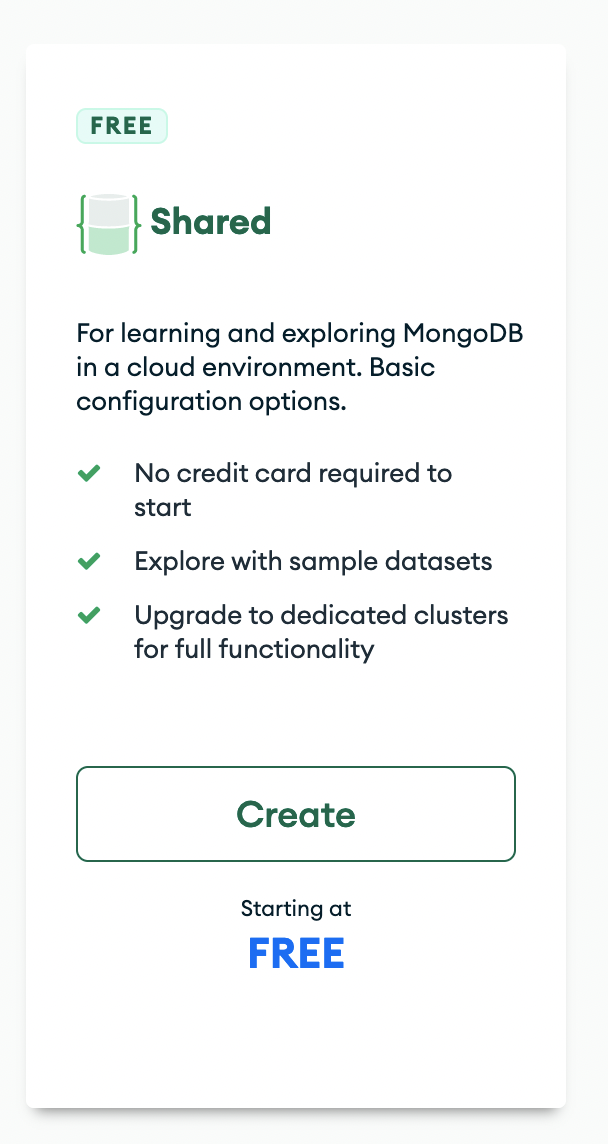 FREE
Shared
For learning and exploring MongoDB
in a cloud environment. Basic
configuration options.
No credit card required to
start
Explore with sample datasets
Upgrade to dedicated clusters
for full functionality
Create
Starting at
FREE